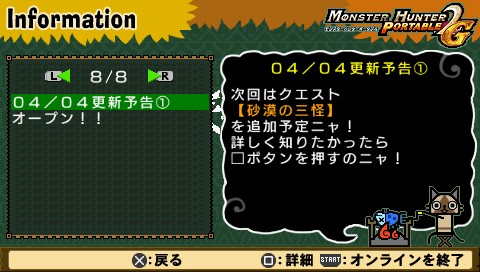 Information
MONSTER HUNTER
PORTABLE 2nd G
L 8/8 R
04/04更新予告①
オープン！！
04/04更新予告①
次回はクエスト
【砂漠の三怪】
を追加予定ニャ！
詳しく知りたかったら
□ボタンを押すのニャ！
×:戻る
□:詳細 START:オンラインを終了